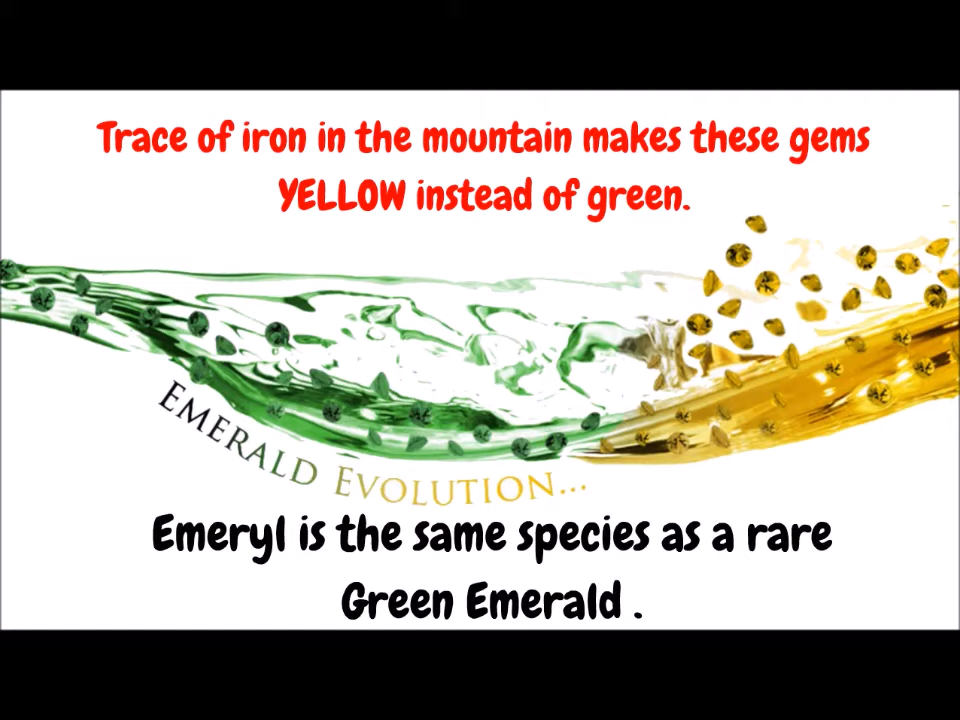 Trace of iron in the mountain makes these gems
YELLOW instead of green.
EMERALD EVOLUTION...
Emeryl is the same species as a rare
Green Emerald .